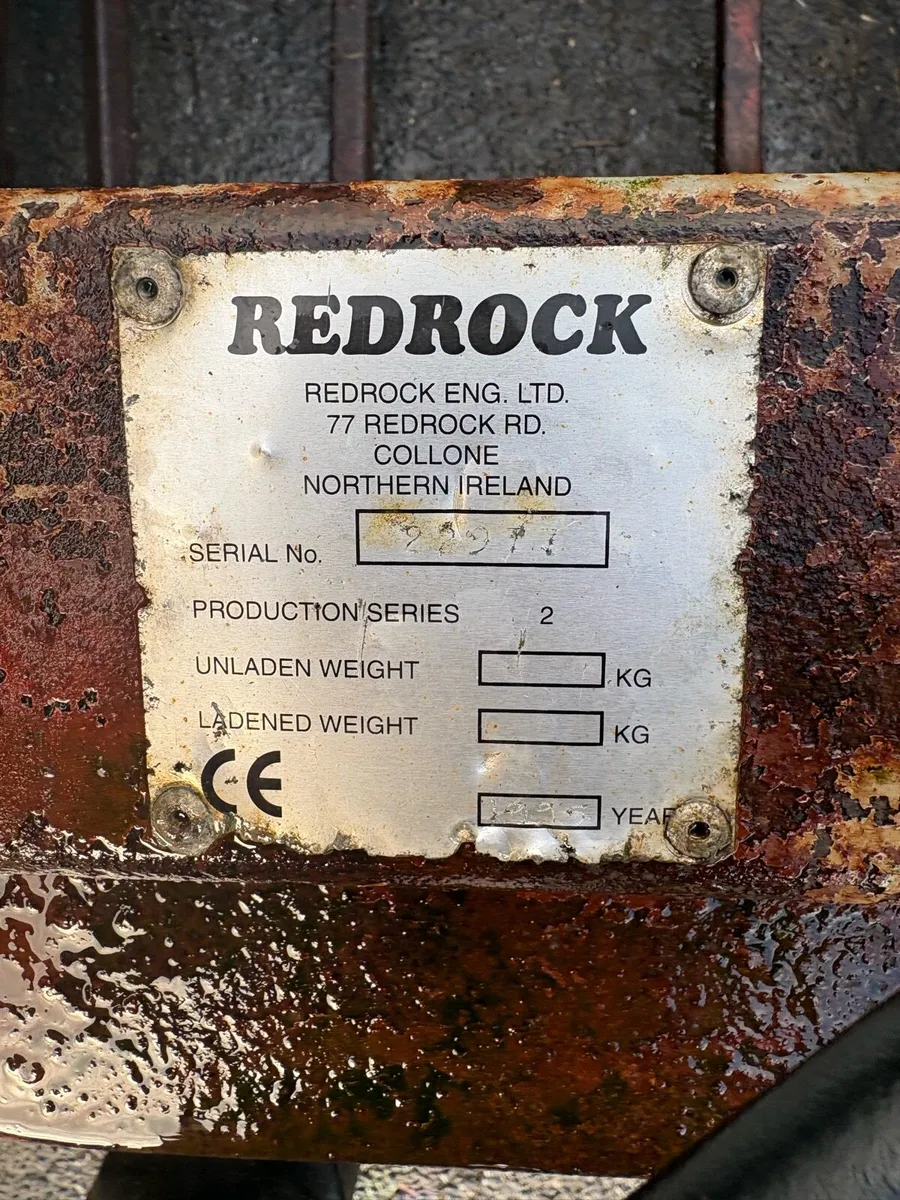 REDROCK
REDROCK ENG. LTD.
77 REDROCK RD.
COLLONE
NORTHERN IRELAND
SERIAL No.
PRODUCTION SERIES 2
UNLADEN WEIGHT KG
LADENED WEIGHT KG
CE
YEAR